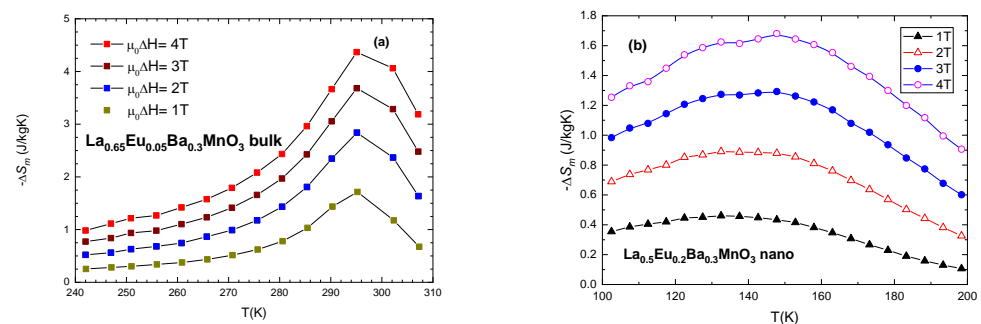 (a)
μ₀ΔH= 4T
μ₀ΔH= 3T
μ₀ΔH= 2T
μ₀ΔH= 1T
La₀.₆₅Eu₀.₀₅Ba₀.₃MnO₃ bulk
-ΔSₘ (J/kgK)
5
4
3
2
1
0
240 250 260 270 280 290 300 310
T(K)
(b)
1T
2T
3T
4T
La₀.₅Eu₀.₂Ba₀.₃MnO₃ nano
-ΔSₘ (J/kgK)
1.8
1.6
1.4
1.2
1.0
0.8
0.6
0.4
0.2
0.0
100 120 140 160 180 200
T(K)